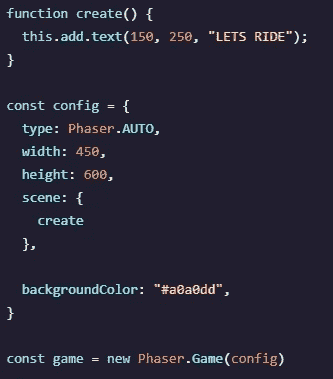 function create() {
  this.add.text(150, 250, "LETS RIDE");
}

const config = {
  type: Phaser.AUTO,
  width: 450,
  height: 600,
  scene: {
    create
  },

  backgroundColor: "#a0a0dd",
}

const game = new Phaser.Game(config)